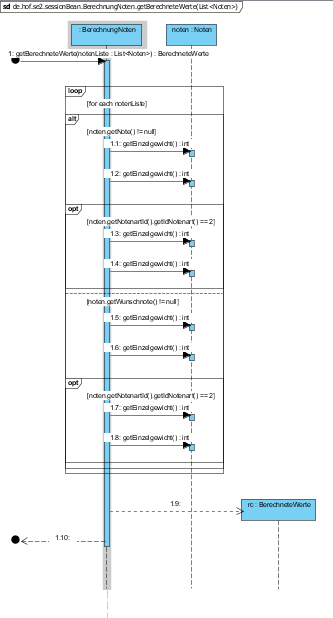 sd de.hof.se2.sessionBean.BerechnungNoten.getBerechneteWerte(List<Noten>)
: BerechnungNoten
noten : Noten
1: getBerechneteWerte(notenListe : List<Noten>) : BerechneteWerte
loop
[for each notenListe]
alt
[noten.getNote() != null]
1.1: getEinzelgewicht() : int
1.2: getEinzelgewicht() : int
opt
[noten.getNotenartId().getIdNotenart() ==2]
1.3: getEinzelgewicht() : int
1.4: getEinzelgewicht() : int
[noten.getWunschnote() != null]
1.5: getEinzelgewicht() : int
1.6: getEinzelgewicht() : int
opt
[noten.getNotenartId().getIdNotenart() ==2]
1.7: getEinzelgewicht() : int
1.8: getEinzelgewicht() : int
1.9:
rc : BerechneteWerte
1.10: